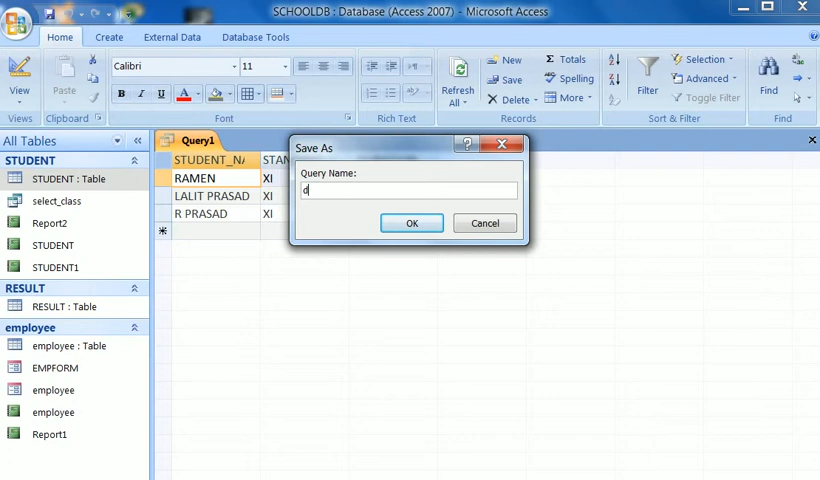 SCHOOLDB : Database (Access 2007) - Microsoft Access
Home
Create
External Data
Database Tools
View
Views
Paste
Clipboard
Calibri
11
B I U A
Font
Rich Text
Refresh
All
New
Save
Delete
Totals
Spelling
More
Records
Filter
Selection
Advanced
Toggle Filter
Sort & Filter
Find
Find
All Tables
STUDENT
STUDENT : Table
select_class
Report2
STUDENT
STUDENT1
RESULT
RESULT : Table
employee
employee : Table
EMPFORM
employee
employee
Report1
Query1
STUDENT_NA
STAN
RAMEN XI
LALIT PRASAD XI
R PRASAD XI
Save As
Query Name:
d
OK
Cancel